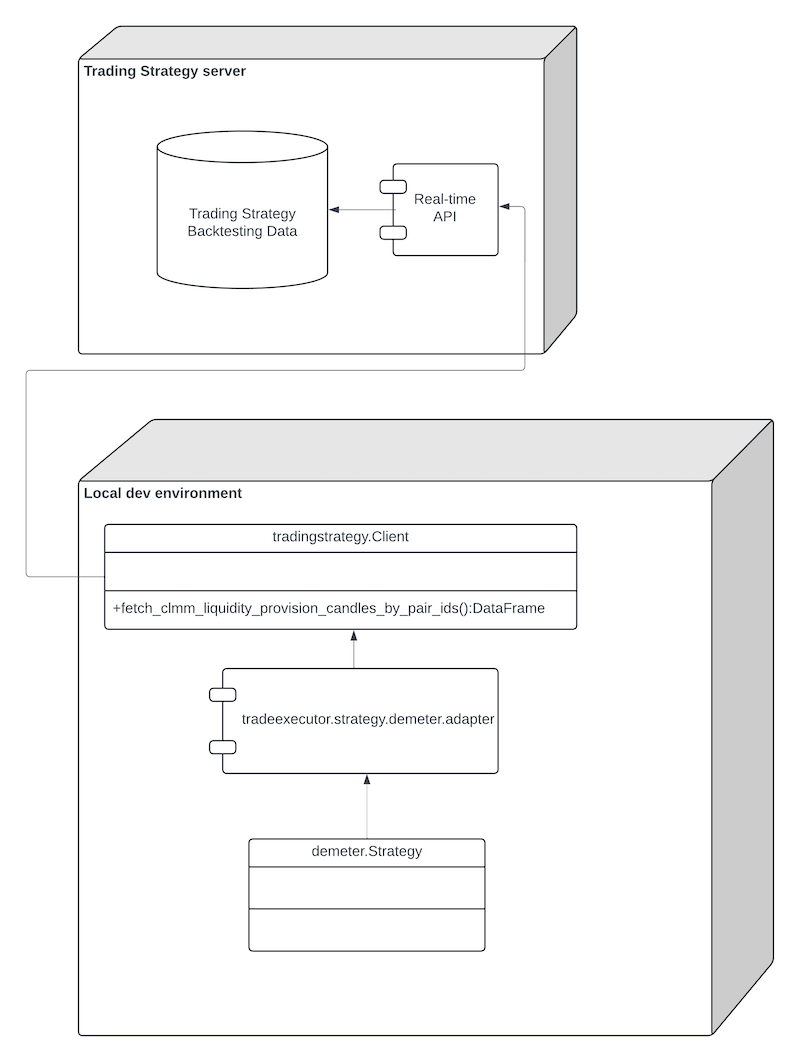 Trading Strategy server
Trading Strategy
Backtesting Data
Real-time
API
Local dev environment
tradingstrategy.Client
+fetch_clmm_liquidity_provision_candles_by_pair_ids():DataFrame
tradeexecutor.strategy.demeter.adapter
demeter.Strategy